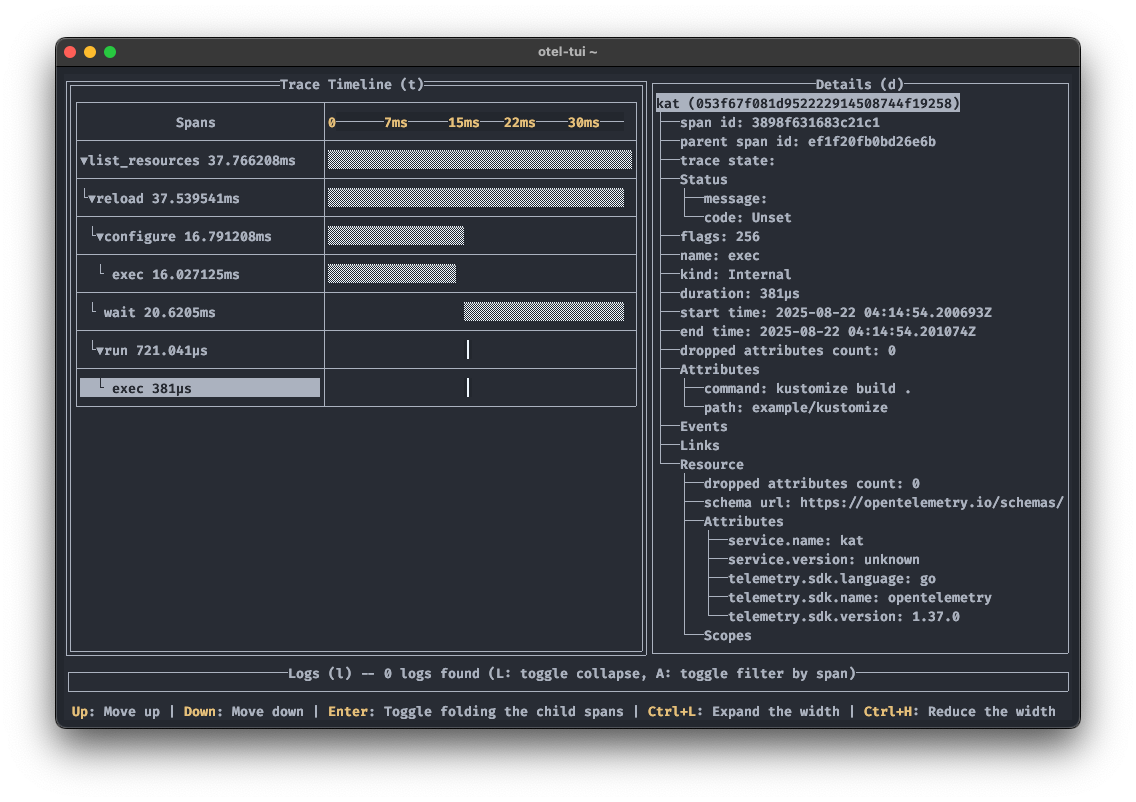 otel-tui ~
Trace Timeline (t)
Spans
0 7ms 15ms 22ms 30ms
▼list_resources 37.766208ms
└▼reload 37.539541ms
└▼configure 16.791208ms
└ exec 16.027125ms
└ wait 20.6205ms
└▼run 721.041µs
└ exec 381µs
Details (d)
kat (053f67f081d952222914508744f19258)
span id: 3898f631683c21c1
parent span id: ef1f20fb0bd26e6b
trace state:
Status
message:
code: Unset
flags: 256
name: exec
kind: Internal
duration: 381µs
start time: 2025-08-22 04:14:54.200693Z
end time: 2025-08-22 04:14:54.201074Z
dropped attributes count: 0
Attributes
command: kustomize build .
path: example/kustomize
Events
Links
Resource
dropped attributes count: 0
schema url: https://opentelemetry.io/schemas/
Attributes
service.name: kat
service.version: unknown
telemetry.sdk.language: go
telemetry.sdk.name: opentelemetry
telemetry.sdk.version: 1.37.0
Scopes
Logs (l) -- 0 logs found (L: toggle collapse, A: toggle filter by span)
Up: Move up | Down: Move down | Enter: Toggle folding the child spans | Ctrl+L: Expand the width | Ctrl+H: Reduce the width